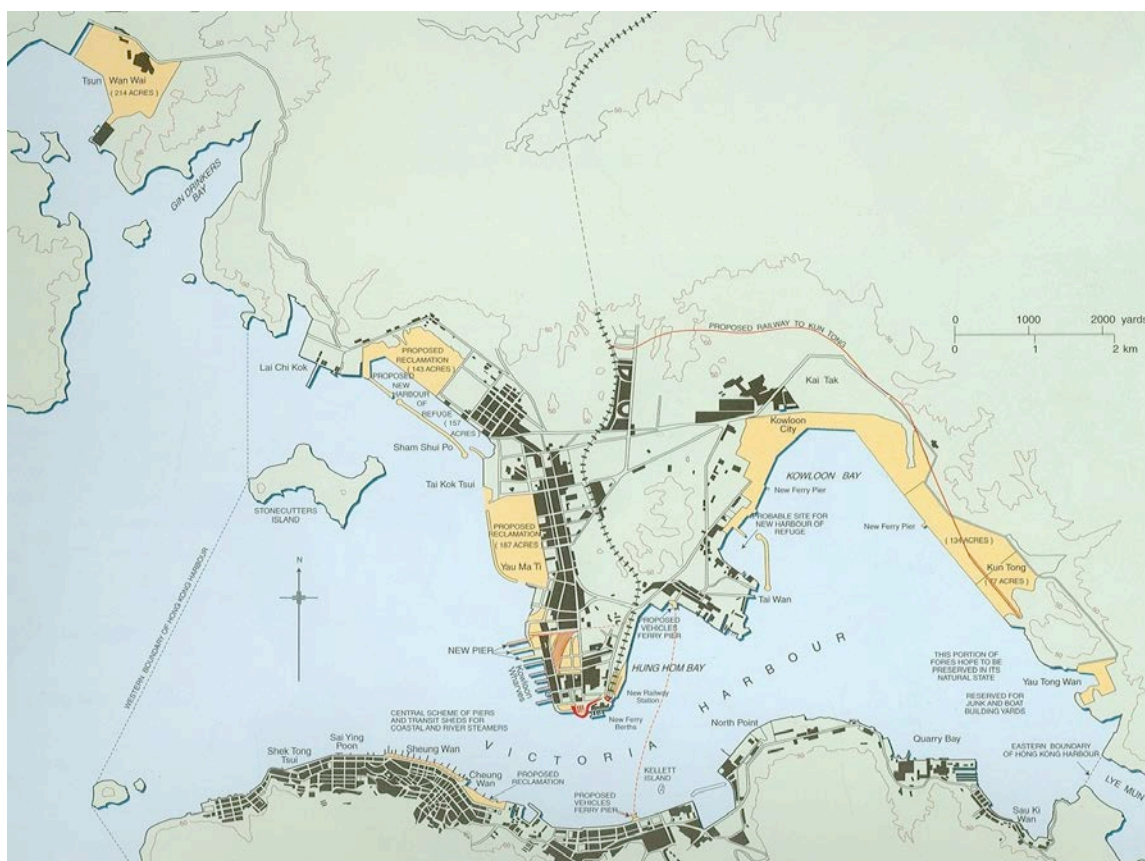 Tsun Wan Wai
( 214 ACRES )
GIN DRINKERS
BAY
PROPOSED RAILWAY TO KUN TONG
0 1000 2000 yards
0 1 2 km
Lai Chi Kok
PROPOSED
RECLAMATION
( 143 ACRES )
PROPOSED
NEW
HARBOUR
OF
REFUGE
(157
ACRES )
Kai Tak
Kowloon
City
Sham Shui Po
Tai Kok Tsui
KOWLOON BAY
New Ferry Pier
STONECUTTERS
ISLAND
PROPOSED
RECLAMATION
( 187 ACRES )
PROBABLE SITE FOR
NEW HARBOUR OF
REFUGE
New Ferry Pier
( 134 ACRES )
Yau Ma Ti
Kun Tong
( 77 ACRES )
N
Tai Wan
WESTERN BOUNDARY OF HONG KONG HARBOUR
PROPOSED
VEHICLES
FERRY PIER
NEW PIER
Kowloon
Wharves
HUNG HOM BAY
THIS PORTION OF
FORES HOPE TO BE
PRESERVED IN ITS
NATURAL STATE
Yau Tong Wan
New Railway
Station
RESERVED FOR
JUNK AND BOAT
BUILDING YARDS
CENTRAL SCHEME OF PIERS
AND TRANSIT SHEDS FOR
COASTAL AND RIVER STEAMERS
New Ferry
Berths
VICTORIA HARBOUR
North Point
Quarry Bay
Sai Ying
Poon
Shek Tong
Tsui
Sheung Wan
EASTERN BOUNDARY
OF HONG KONG HARBOUR
Cheung
Wan
PROPOSED
RECLAMATION
KELLETT
ISLAND
LYE MUN
PROPOSED
VEHICLES
FERRY PIER
Sau Ki
Wan